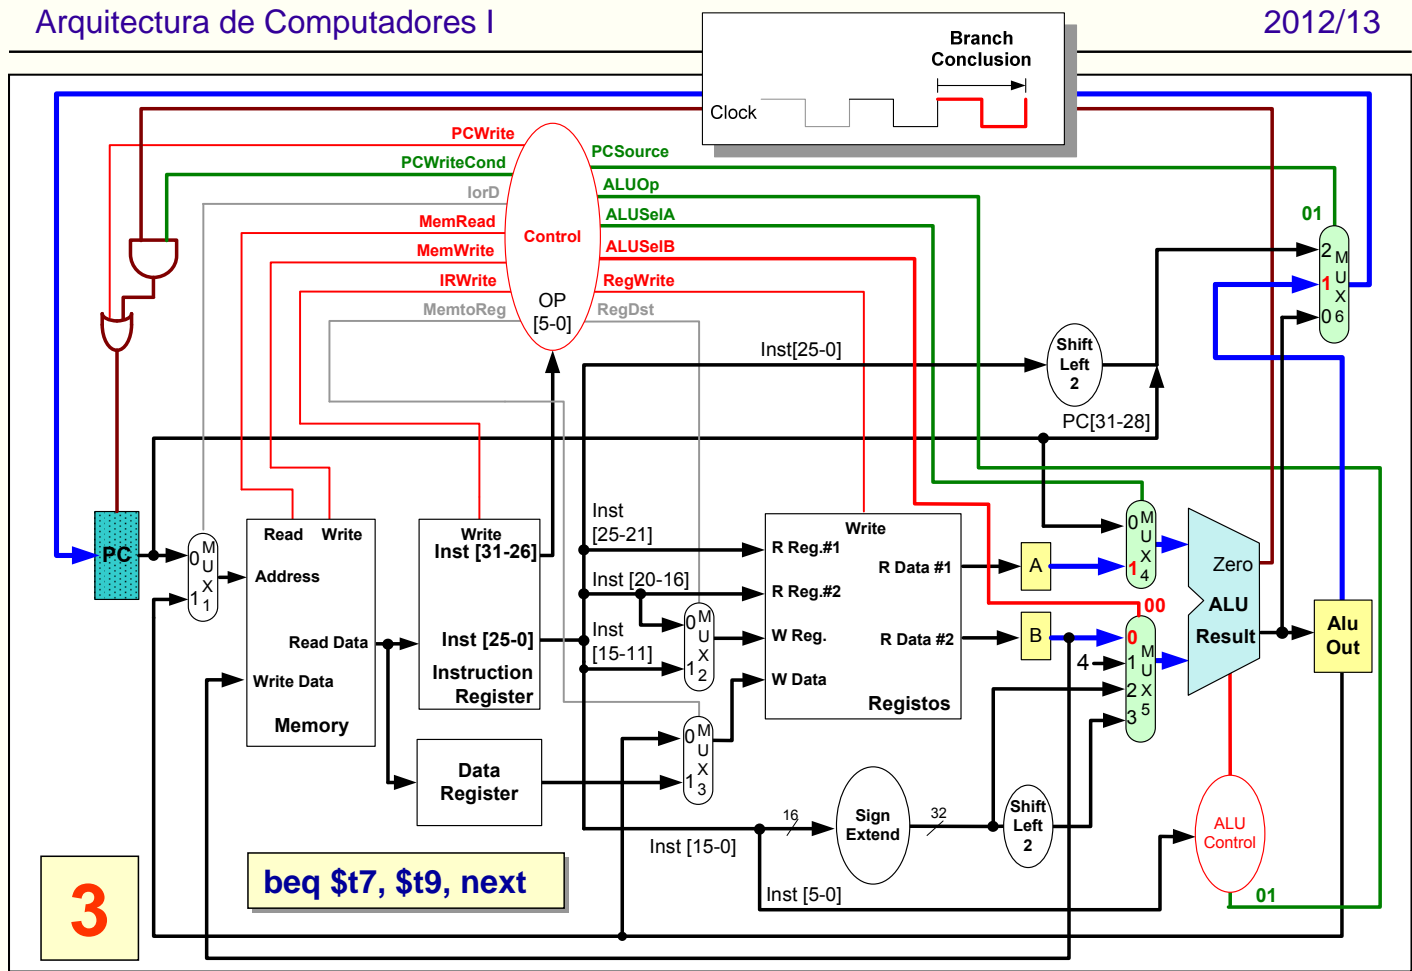 Arquitectura de Computadores I
2012/13
Branch
Conclusion
Clock
PCWrite
PCWriteCond
IorD
MemRead
MemWrite
IRWrite
MemtoReg
Control
OP
[5-0]
PCSource
ALUOp
ALUSelA
ALUSelB
RegWrite
RegDst
01
2
1
0
M
U
X
6
Inst[25-0]
Shift
Left
2
PC[31-28]
PC
0
1
M
U
X
1
Read Write
Address
Read Data
Write Data
Memory
Write
Inst [31-26]
Inst [25-0]
Instruction
Register
Data
Register
Inst
[25-21]
Inst [20-16]
Inst
[15-11]
0
1
M
U
X
2
0
1
M
U
X
3
Write
R Reg.#1
R Reg.#2
W Reg.
W Data
R Data #1
R Data #2
Registos
A
B
0
1
M
U
X
4
00
0
4
1
2
3
M
U
X
5
Zero
ALU
Result
Alu
Out
16
Sign
Extend
32
Shift
Left
2
ALU
Control
01
Inst [15-0]
Inst [5-0]
3
beq $t7, $t9, next